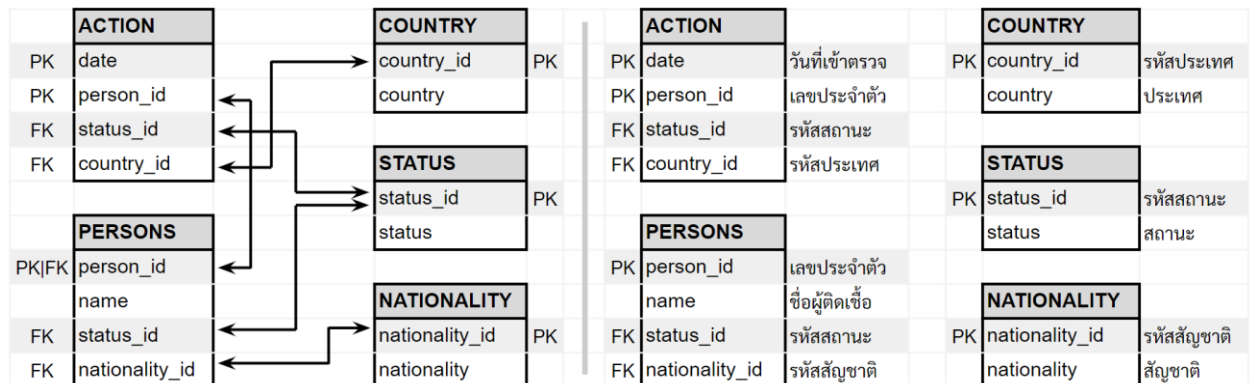 ACTION COUNTRY ACTION COUNTRY
PK date country_id PK PK date วันที่เข้าตรวจ PK country_id รหัสประเทศ
PK person_id country PK person_id เลขประจำตัว country ประเทศ
FK status_id FK status_id รหัสสถานะ
FK country_id STATUS FK country_id รหัสประเทศ STATUS
status_id PK PK status_id รหัสสถานะ
PERSONS status PERSONS status สถานะ
PK|FK person_id PK person_id เลขประจำตัว
name NATIONALITY name ชื่อผู้ติดเชื้อ NATIONALITY
FK status_id nationality_id PK FK status_id รหัสสถานะ PK nationality_id รหัสสัญชาติ
FK nationality_id nationality FK nationality_id รหัสสัญชาติ nationality สัญชาติ